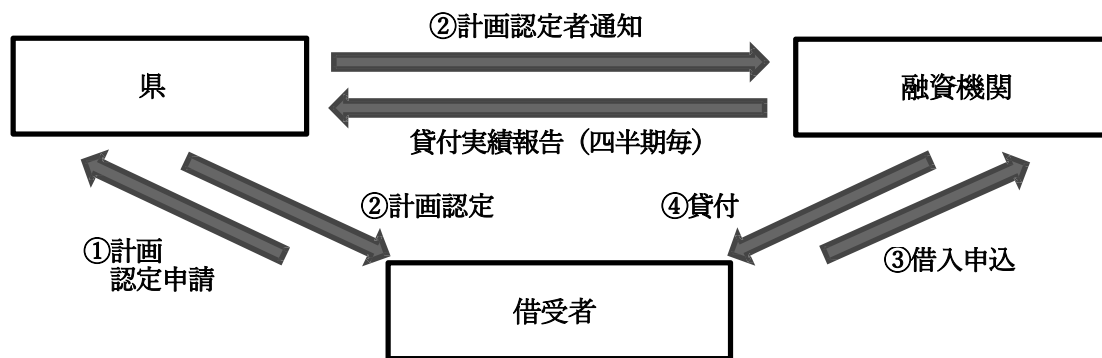 ②計画認定者通知
県
融資機関
貸付実績報告（四半期毎）
②計画認定
④貸付
①計画
認定申請
③借入申込
借受者